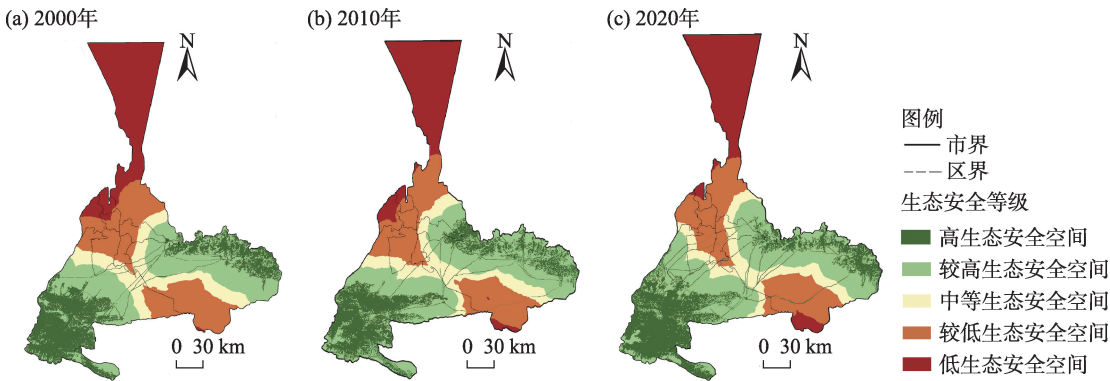 (a) 2000年
(b) 2010年
(c) 2020年
N
N
N
0 30 km
0 30 km
0 30 km
图例
市界
区界
生态安全等级
高生态安全空间
较高生态安全空间
中等生态安全空间
较低生态安全空间
低生态安全空间